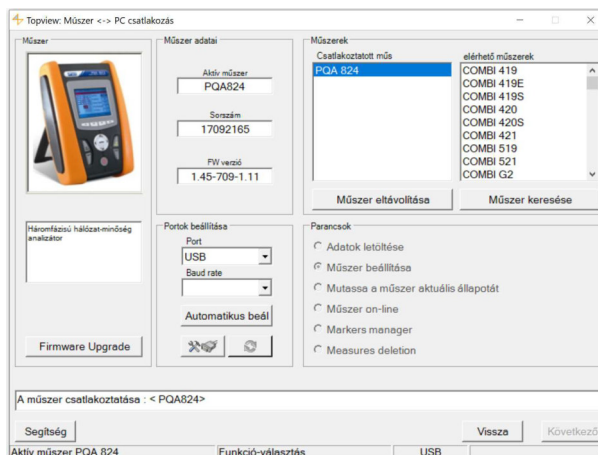 Topview: Műszer <-> PC csatlakozás
Műszer
Műszer adatai
Műszerek
Csatlakoztatott műs
elérhető műszerek
PQA 824
COMBI 419
COMBI 419E
COMBI 419S
COMBI 420
COMBI 420S
COMBI 421
COMBI 519
COMBI 521
COMBI G2
Aktív műszer
PQA824
Sorszám
17092165
FW verzió
1.45-709-1.11
Műszer eltávolítása
Műszer keresése
Háromfázisú hálózat-minőség
analizátor
Firmware Upgrade
Portok beállítása
Port
USB
Baud rate
Automatikus beál
Parancsok
Adatok letöltése
Műszer beállítása
Mutassa a műszer aktuális állapotát
Műszer on-line
Markers manager
Measures deletion
A műszer csatlakoztatása : < PQA824>
Segítség
Vissza
Következő
Aktív műszer PQA 824
Funkció-választás
USB